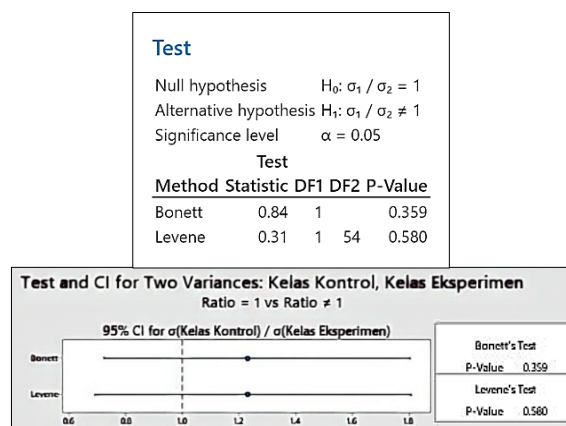 Test
Null hypothesis H₀: σ₁ / σ₂ = 1
Alternative hypothesis H₁: σ₁ / σ₂ ≠ 1
Significance level α = 0.05
Test
Method Statistic DF1 DF2 P-Value
Bonett 0.84 1 0.359
Levene 0.31 1 54 0.580
Test and CI for Two Variances: Kelas Kontrol, Kelas Eksperimen
Ratio = 1 vs Ratio ≠ 1
95% CI for σ(Kelas Kontrol) / σ(Kelas Eksperimen)
Bonett
Levene
0.6 0.8 1.0 1.2 1.4 1.6 1.8
Bonett's Test
P-Value 0.359
Levene's Test
P-Value 0.580